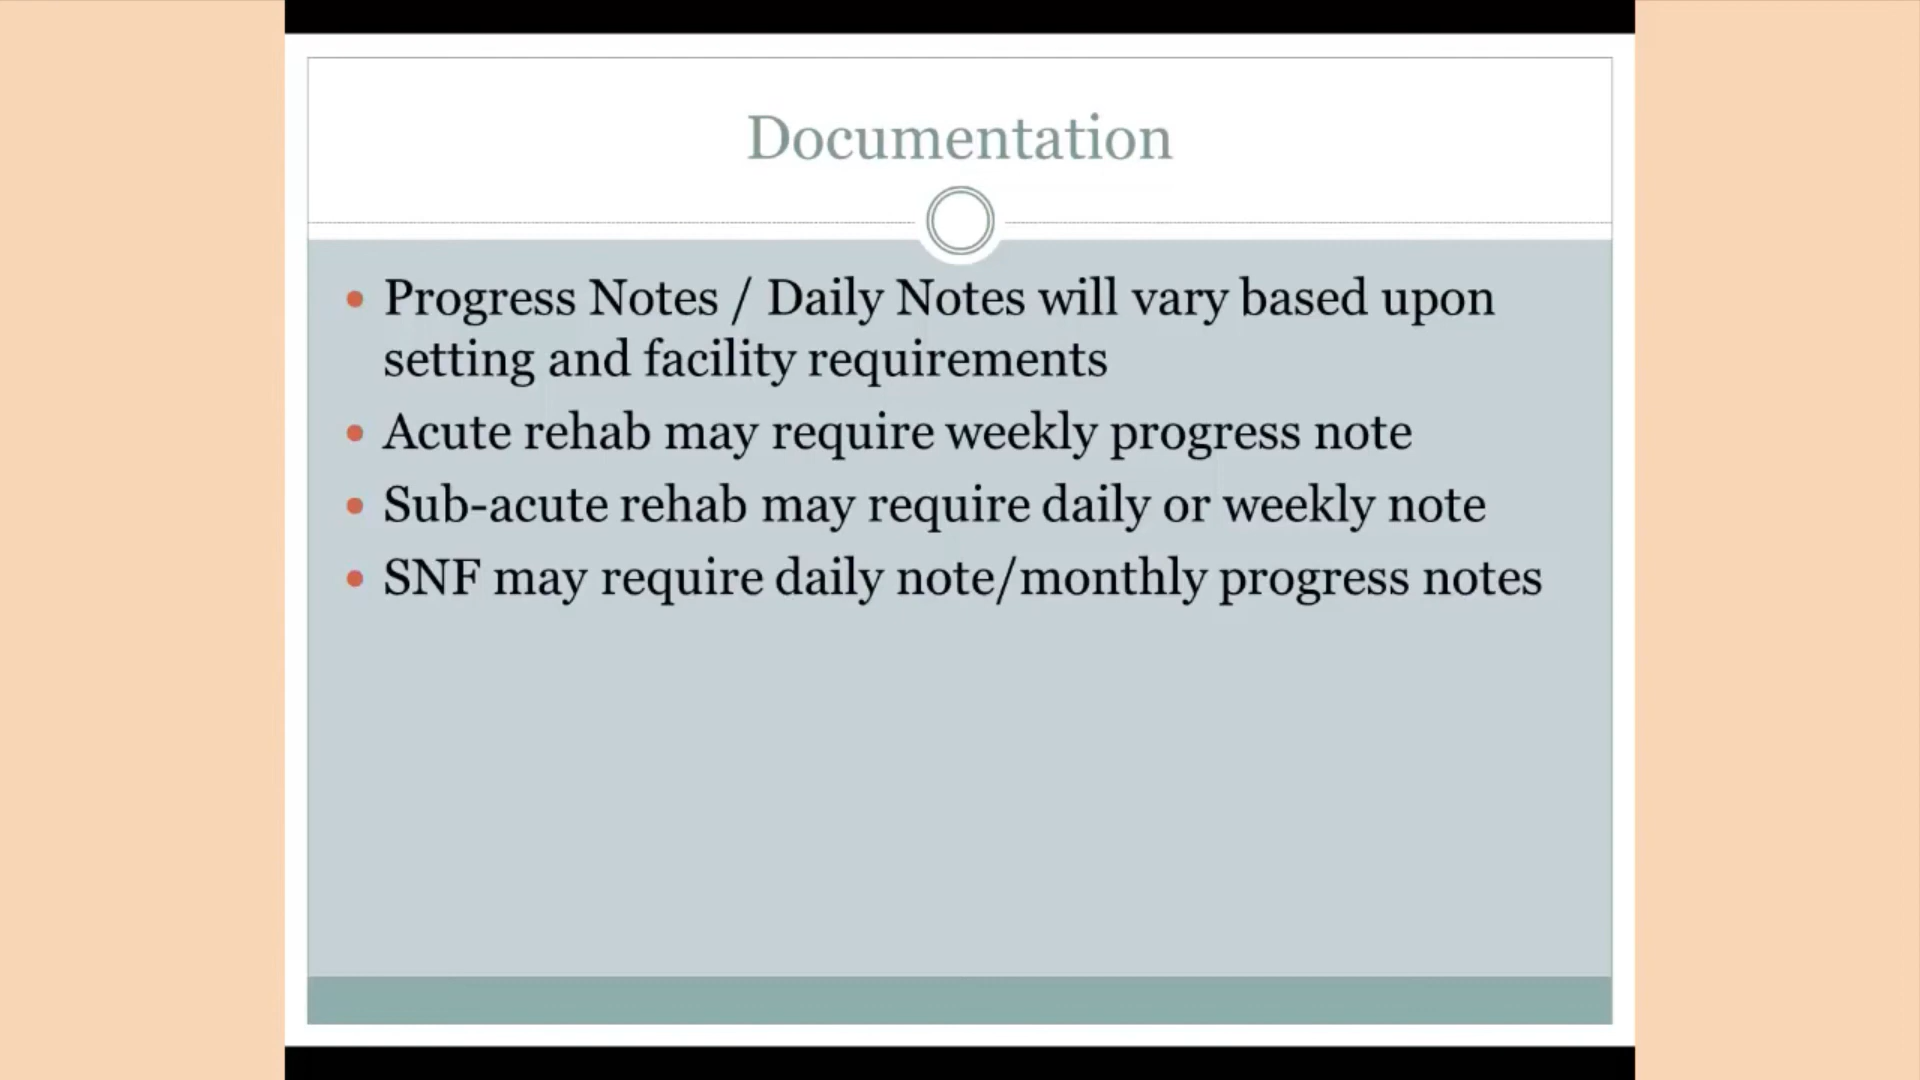 Documentation
• Progress Notes / Daily Notes will vary based upon
setting and facility requirements
• Acute rehab may require weekly progress note
• Sub-acute rehab may require daily or weekly note
• SNF may require daily note/monthly progress notes